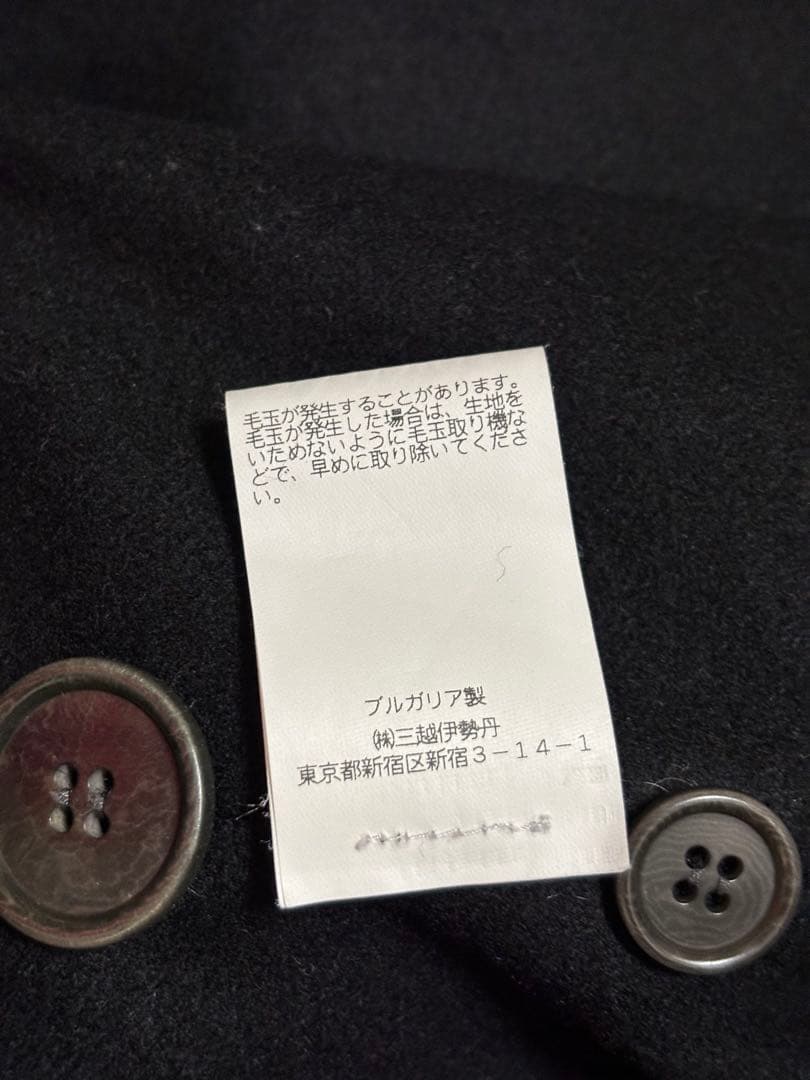 毛玉が発生することがあります。
毛玉が発生した場合は、生地を
いためないように毛玉取り機な
どで、早めに取り除いてくださ
い。
ブルガリア製
㈱三越伊勢丹
東京都新宿区新宿3－14－1